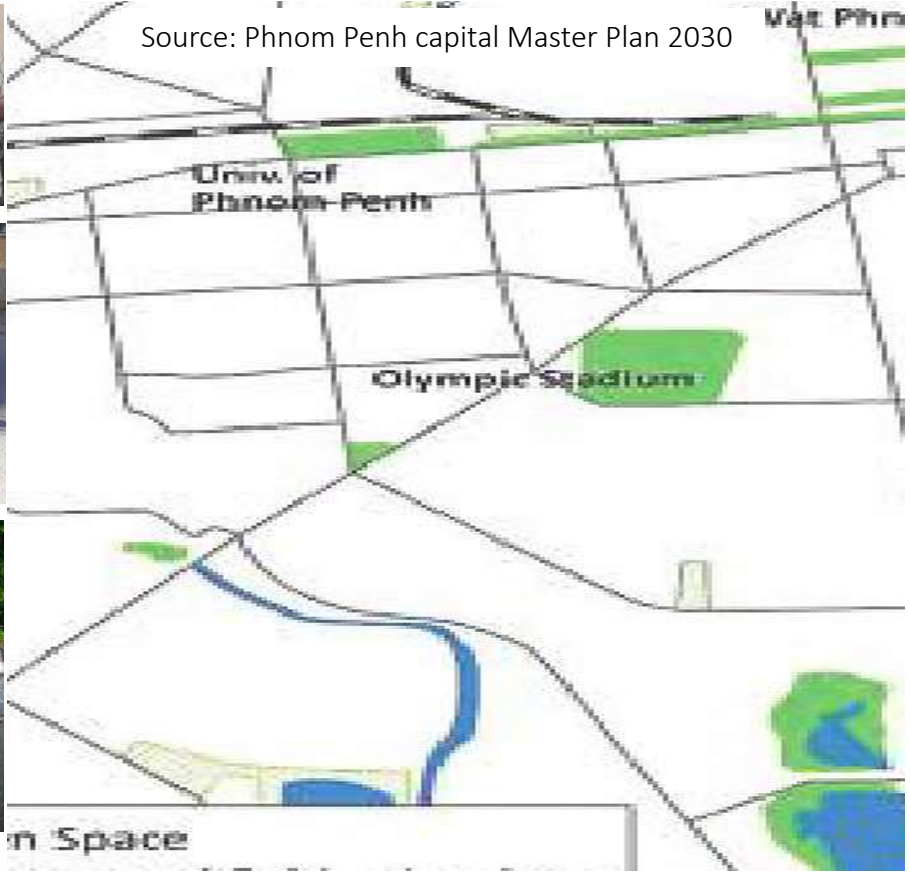 Vat Phn
Source: Phnom Penh capital Master Plan 2030
Univ. of
Phnom Penh
Olympic Stadium
n Space